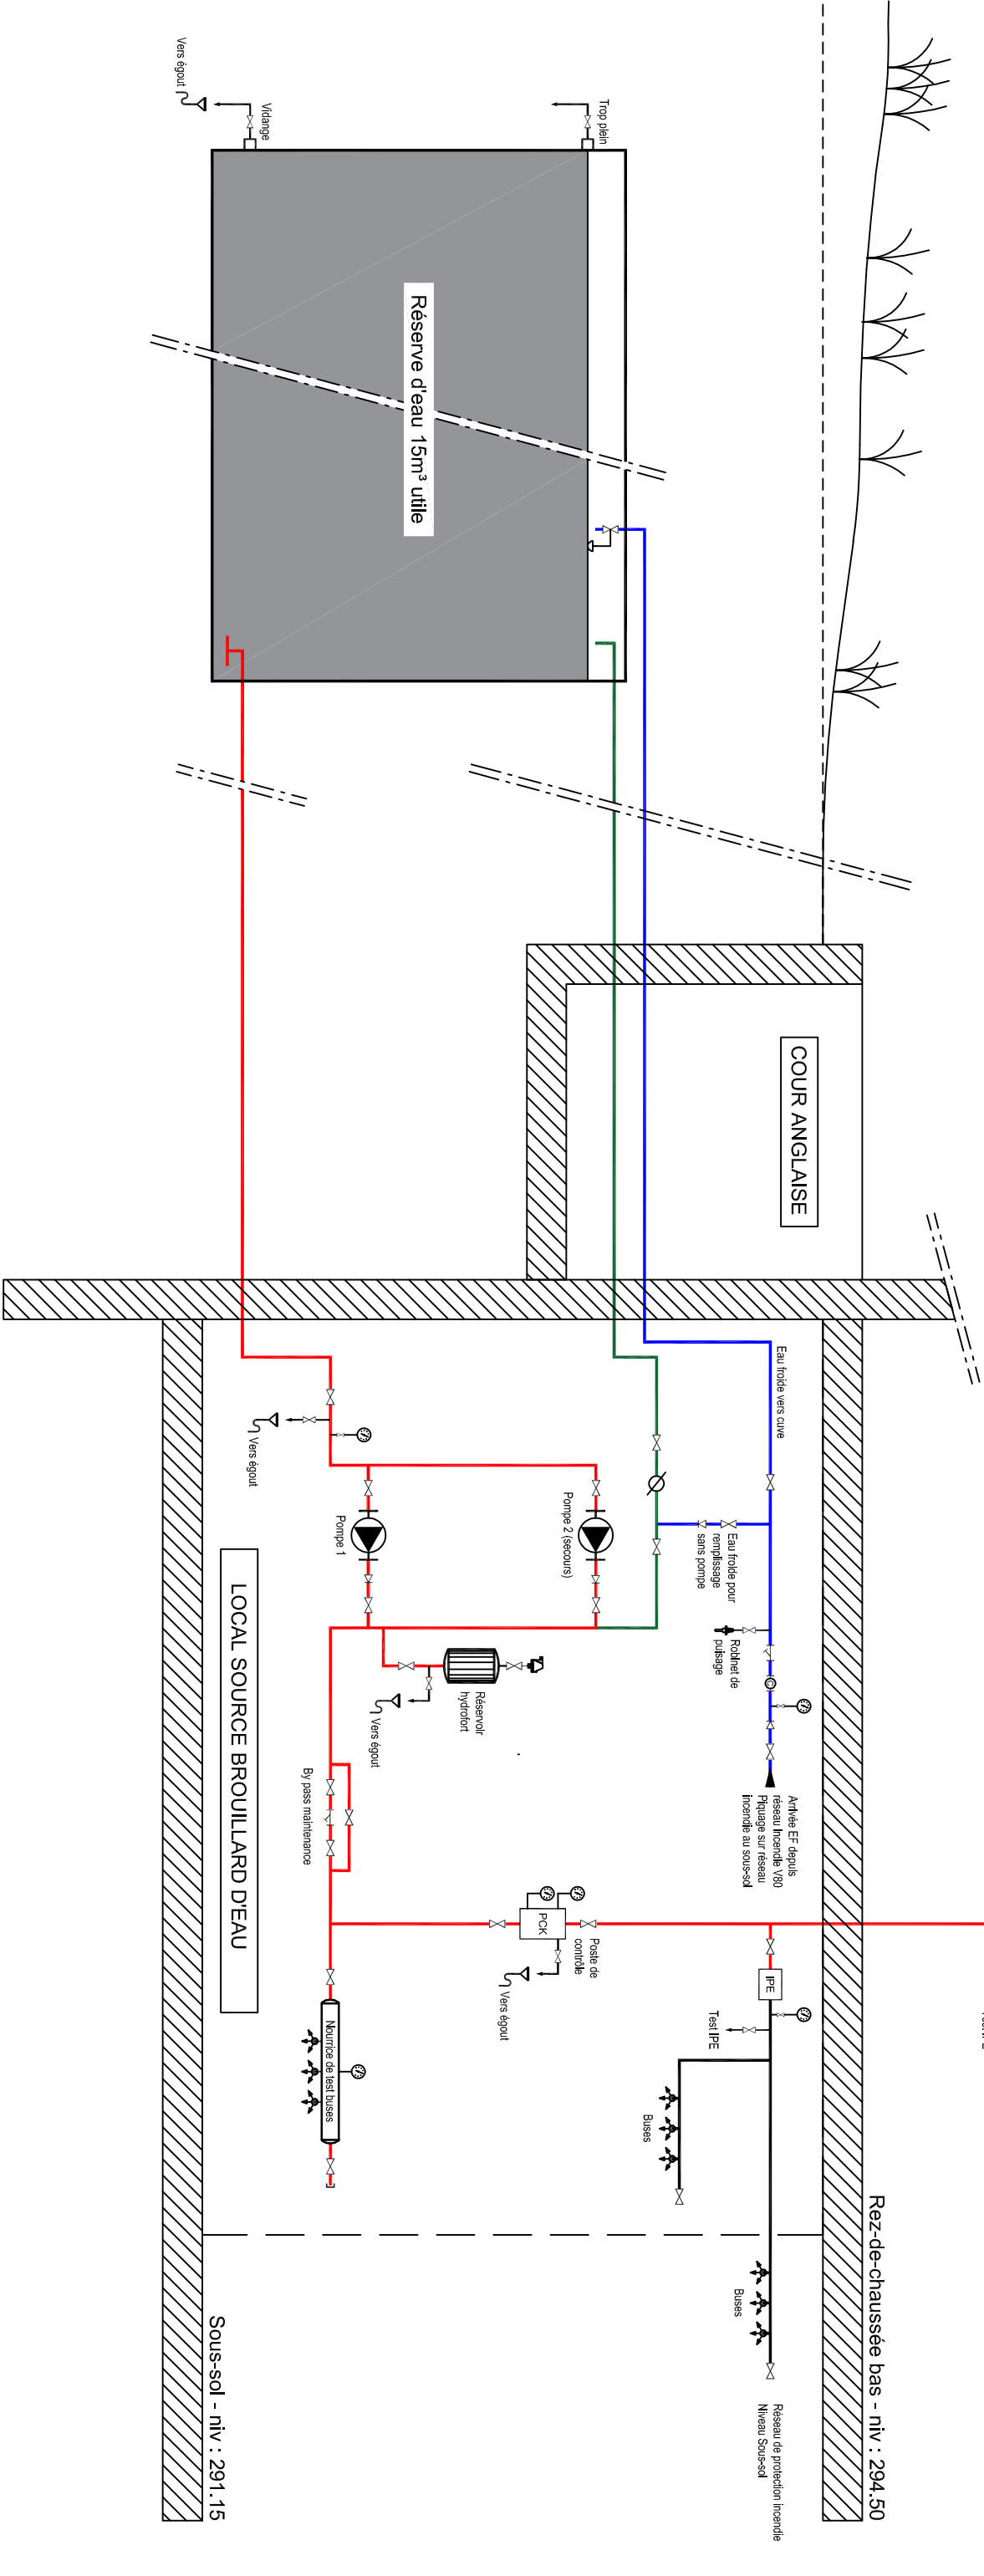 Vers égout
Vidange
Trop plein
Réserve d'eau 15m³ utile
COUR ANGLAISE
Rez-de-chaussée bas - niv : 294.50
Eau froide vers cuve
Eau froide pour
remplissage
sans pompe
Robinet de
puisage
Arrivée EF depuis
réseau Incendie V80
Piquage sur réseau
incendie au sous-sol
Vers égout
Pompe 1
Pompe 2 (secours)
Réservoir
hydrofort
Vers égout
By pass maintenance
LOCAL SOURCE BROUILLARD D'EAU
PCK
Poste de
contrôle
Vers égout
IPE
Test IPE
Buses
Buses
Nourrice de test buses
Réseau de protection incendie
Niveau Sous-sol
Sous-sol - niv : 291.15